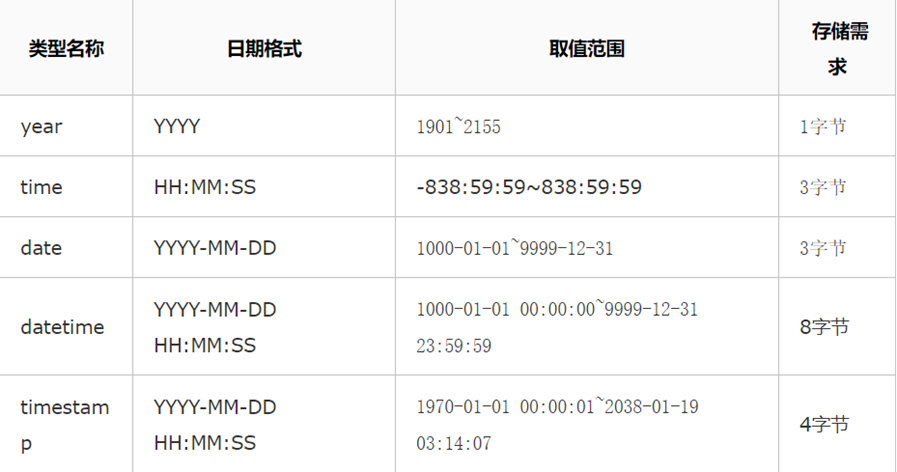 类型名称 日期格式 取值范围 存储需
求
year YYYY 1901~2155 1字节
time HH:MM:SS -838:59:59~838:59:59 3字节
date YYYY-MM-DD 1000-01-01~9999-12-31 3字节
datetime YYYY-MM-DD 1000-01-01 00:00:00~9999-12-31 8字节
HH:MM:SS 23:59:59
timestam YYYY-MM-DD 1970-01-01 00:00:01~2038-01-19 4字节
p HH:MM:SS 03:14:07